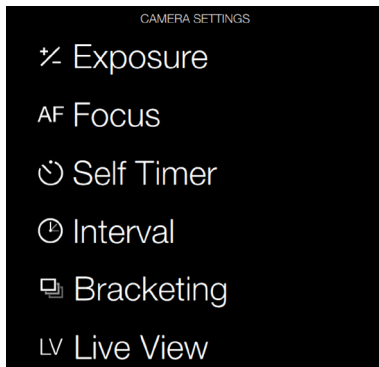 CAMERA SETTINGS
Exposure
AF Focus
Self Timer
Interval
Bracketing
LV Live View